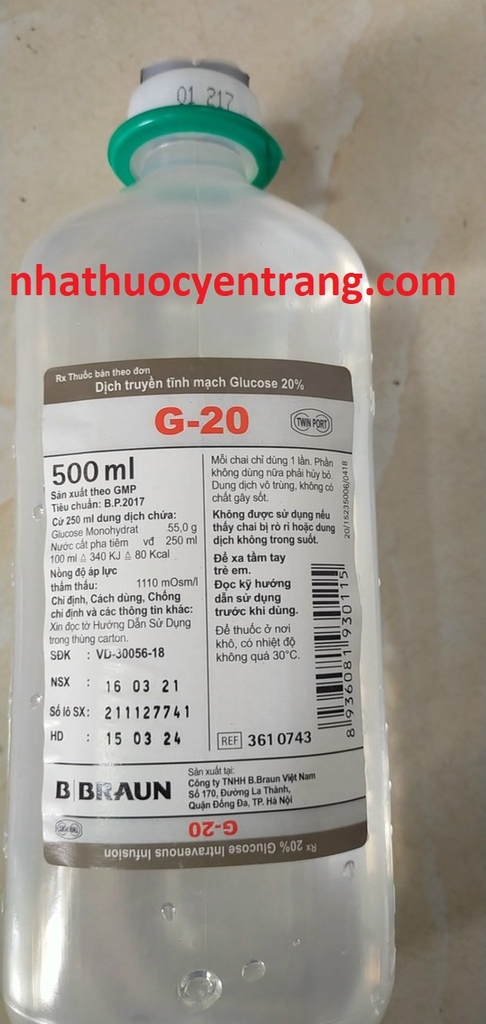 01 217
nhathuocyentrang.com
Rx Thuốc bán theo đơn
Dịch truyền tĩnh mạch Glucose 20%
G-20
TWIN PORT
500 ml
Sản xuất theo GMP
Tiêu chuẩn: B.P.2017
Cứ 250 ml dung dịch chứa:
Glucose Monohydrat 55,0 g
Nước cất pha tiêm vđ 250 ml
100 ml ≙ 340 KJ ≙ 80 Kcal
Nồng độ áp lực
thẩm thấu: 1110 mOsm/l
Chỉ định, Cách dùng, Chống
chỉ định và các thông tin khác:
Xin đọc tờ Hướng Dẫn Sử Dụng
trong thùng carton.
SĐK : VD-30056-18
NSX : 16 03 21
Số lô SX: 211127741
HD : 15 03 24
Mỗi chai chỉ dùng 1 lần. Phần
không dùng nữa phải hủy bỏ.
Dung dịch vô trùng, không có
chất gây sốt.
Không được sử dụng nếu
thấy chai bị rò rỉ hoặc dung
dịch không trong suốt.
Để xa tầm tay
trẻ em.
Đọc kỹ hướng
dẫn sử dụng
trước khi dùng.
Để thuốc ở nơi
khô, có nhiệt độ
không quá 30°C.
REF 3610743
20/15235006/0418
8 936081 930115
B BRAUN
Sản xuất tại:
Công ty TNHH B.Braun Việt Nam
Số 170, Đường La Thành,
Quận Đống Đa, TP. Hà Nội
G-20
Rx 20% Glucose Intravenous Infusion